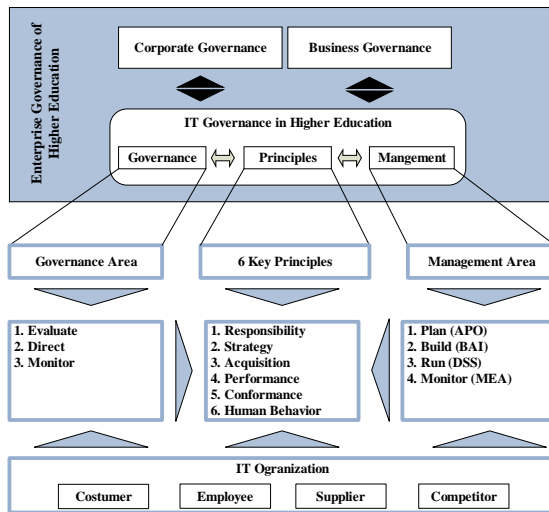 Enterprise Governance of
Higher Education
Corporate Governance
Business Governance
IT Governance in Higher Education
Governance
Principles
Mangement
Governance Area
6 Key Principles
Management Area
1. Evaluate
2. Direct
3. Monitor
1. Responsibility
2. Strategy
3. Acquisition
4. Performance
5. Conformance
6. Human Behavior
1. Plan (APO)
2. Build (BAI)
3. Run (DSS)
4. Monitor (MEA)
IT Ogranization
Costumer
Employee
Supplier
Competitor